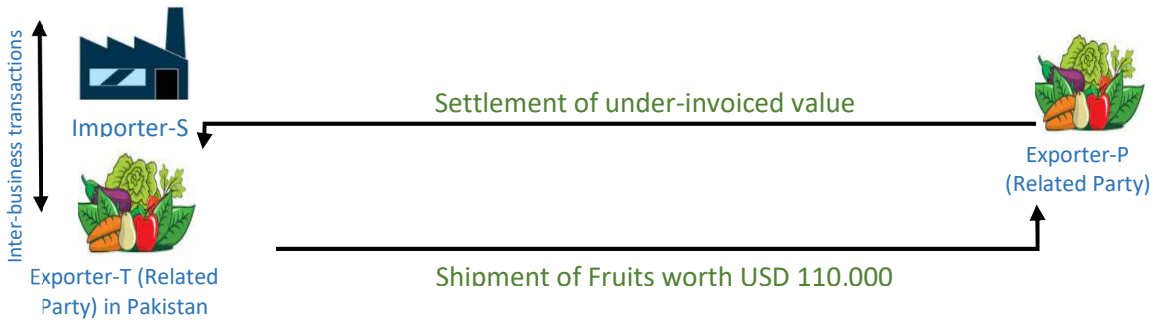 Inter-business transactions
Importer-S
Settlement of under-invoiced value
Exporter-P
(Related Party)
Exporter-T (Related
Party) in Pakistan
Shipment of Fruits worth USD 110.000